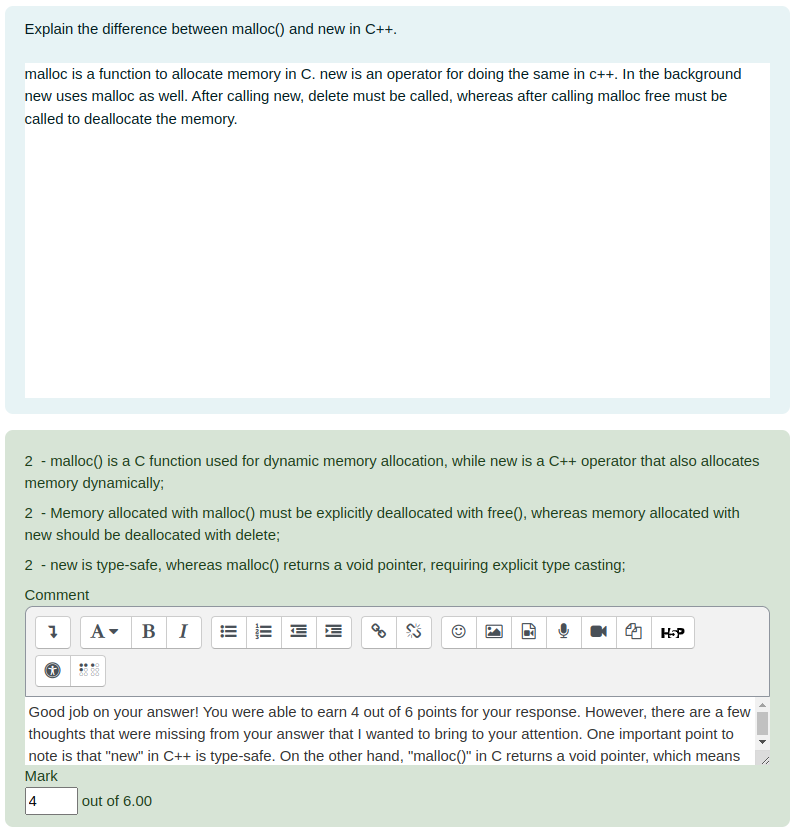 Explain the difference between malloc() and new in C++.
malloc is a function to allocate memory in C. new is an operator for doing the same in c++. In the background
new uses malloc as well. After calling new, delete must be called, whereas after calling malloc free must be
called to deallocate the memory.
2 - malloc() is a C function used for dynamic memory allocation, while new is a C++ operator that also allocates
memory dynamically;
2 - Memory allocated with malloc() must be explicitly deallocated with free(), whereas memory allocated with
new should be deallocated with delete;
2 - new is type-safe, whereas malloc() returns a void pointer, requiring explicit type casting;
Comment
A B I
H5P
Good job on your answer! You were able to earn 4 out of 6 points for your response. However, there are a few
thoughts that were missing from your answer that I wanted to bring to your attention. One important point to
note is that "new" in C++ is type-safe. On the other hand, "malloc()" in C returns a void pointer, which means
Mark
4 out of 6.00